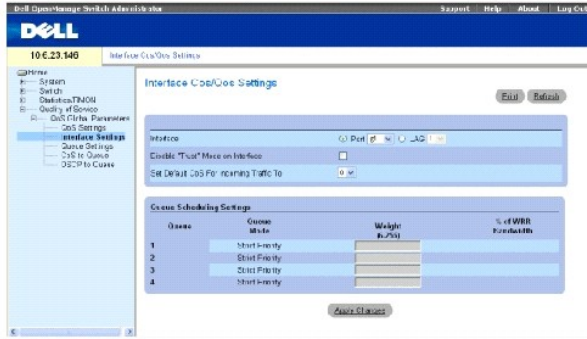 Dell OpenManage Switch Administrator
Support Help About Log Out
DELL
10.6.23.146
Interface Cos/Qos Settings
Home
System
Switch
Statistics/RMON
Quality of Service
QoS Global Parameters
CoS Settings
Interface Settings
Queue Settings
CoS to Queue
DSCP to Queue
Interface Cos/Qos Settings
Print Refresh
Interface Port LAG
Disable "Trust" Mode on Interface
Set Default CoS For Incoming Traffic To 0
Queue Scheduling Settings
Queue Queue Mode Weight % of WRR Bandwidth
1 Strict Priority
2 Strict Priority
3 Strict Priority
4 Strict Priority
Apply Changes